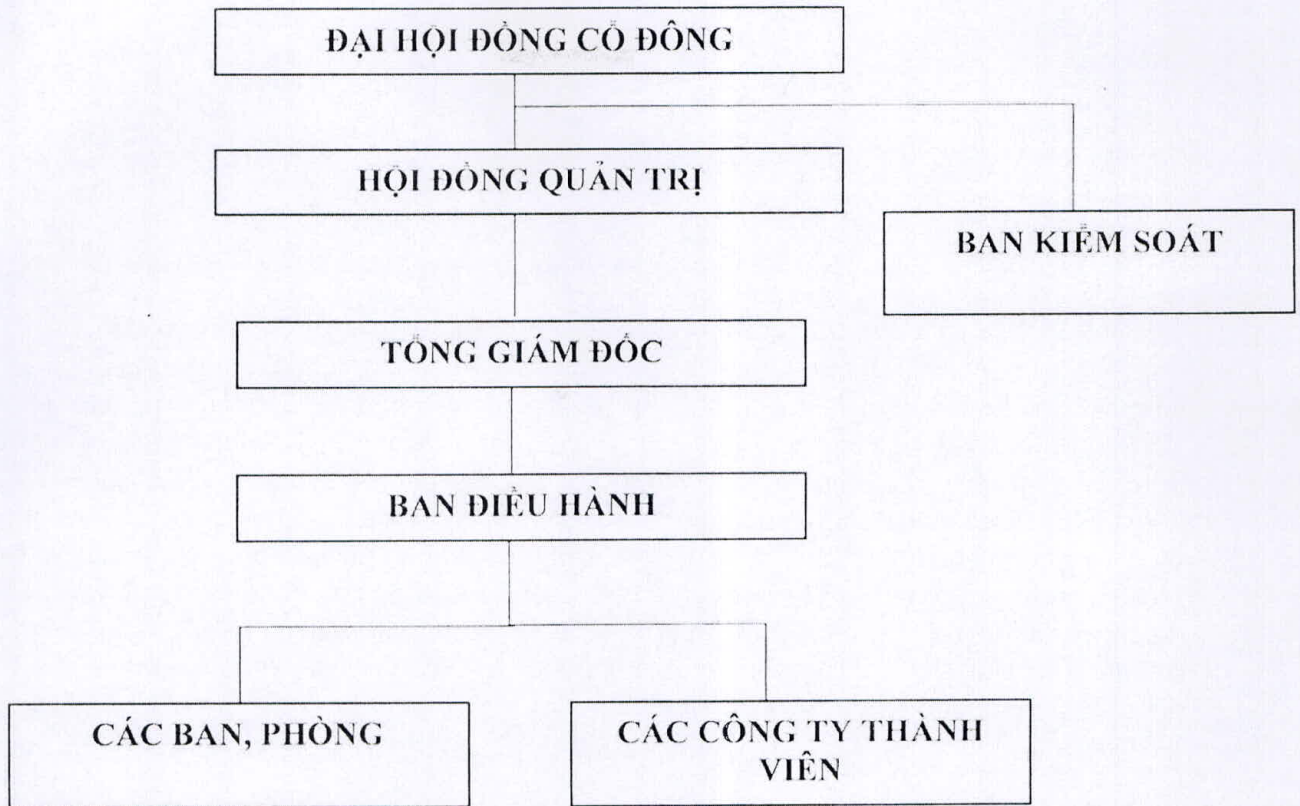 ĐẠI HỘI ĐỒNG CỔ ĐÔNG
HỘI ĐỒNG QUẢN TRỊ
BAN KIỂM SOÁT
TỔNG GIÁM ĐỐC
BAN ĐIỀU HÀNH
CÁC BAN, PHÒNG
CÁC CÔNG TY THÀNH
VIÊN